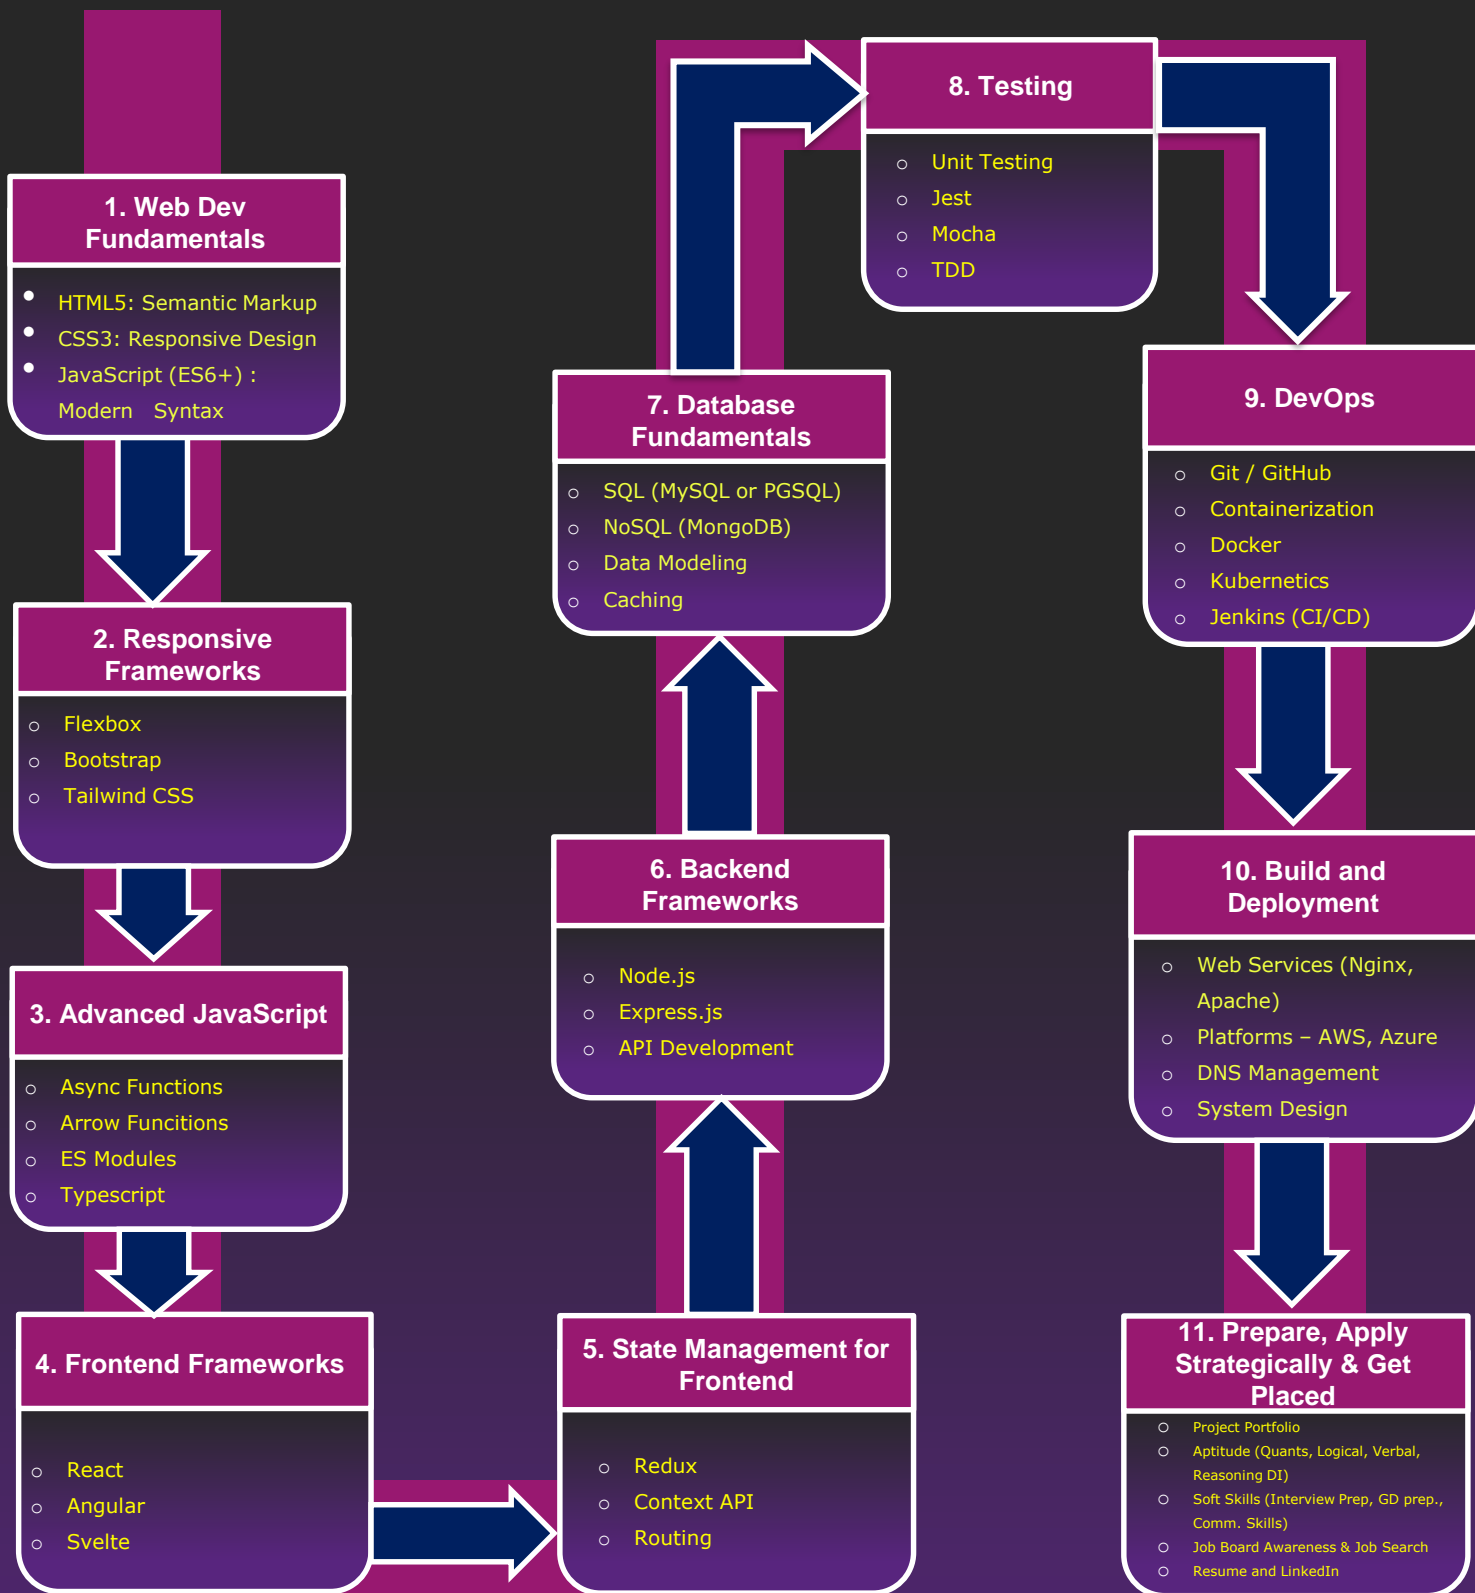 1. Web Dev
Fundamentals
HTML5: Semantic Markup
CSS3: Responsive Design
JavaScript (ES6+) :
Modern Syntax
2. Responsive
Frameworks
Flexbox
Bootstrap
Tailwind CSS
3. Advanced JavaScript
Async Functions
Arrow Funcitions
ES Modules
Typescript
4. Frontend Frameworks
React
Angular
Svelte
5. State Management for
Frontend
Redux
Context API
Routing
6. Backend
Frameworks
Node.js
Express.js
API Development
7. Database
Fundamentals
SQL (MySQL or PGSQL)
NoSQL (MongoDB)
Data Modeling
Caching
8. Testing
Unit Testing
Jest
Mocha
TDD
9. DevOps
Git / GitHub
Containerization
Docker
Kubernetics
Jenkins (CI/CD)
10. Build and
Deployment
Web Services (Nginx,
Apache)
Platforms – AWS, Azure
DNS Management
System Design
11. Prepare, Apply
Strategically & Get
Placed
Project Portfolio
Aptitude (Quants, Logical, Verbal,
Reasoning DI)
Soft Skills (Interview Prep, GD prep.,
Comm. Skills)
Job Board Awareness & Job Search
Resume and LinkedIn